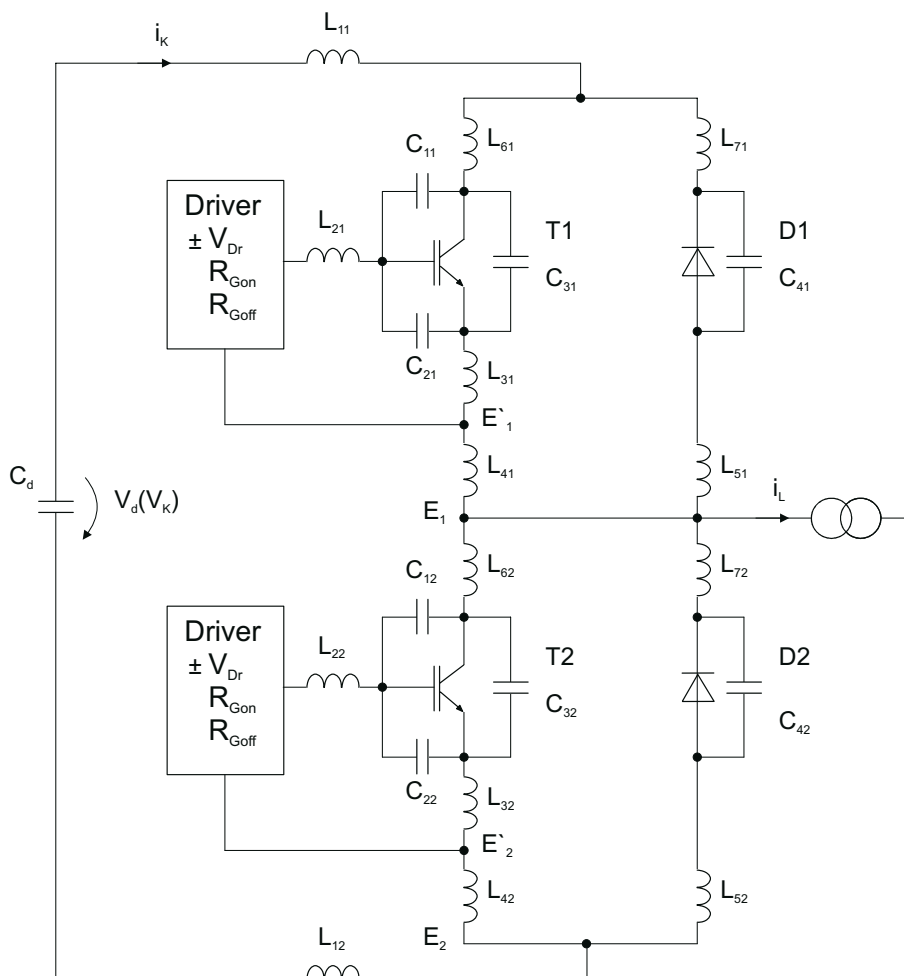 i_K
L_11
L_61
L_71
C_11
Driver
± V_Dr
R_Gon
R_Goff
L_21
T1
C_31
D1
C_41
C_21
L_31
E`_1
L_41
L_51
C_d
V_d(V_K)
E_1
i_L
L_62
L_72
C_12
Driver
± V_Dr
R_Gon
R_Goff
L_22
T2
C_32
D2
C_42
C_22
L_32
E`_2
L_42
L_52
E_2
L_12